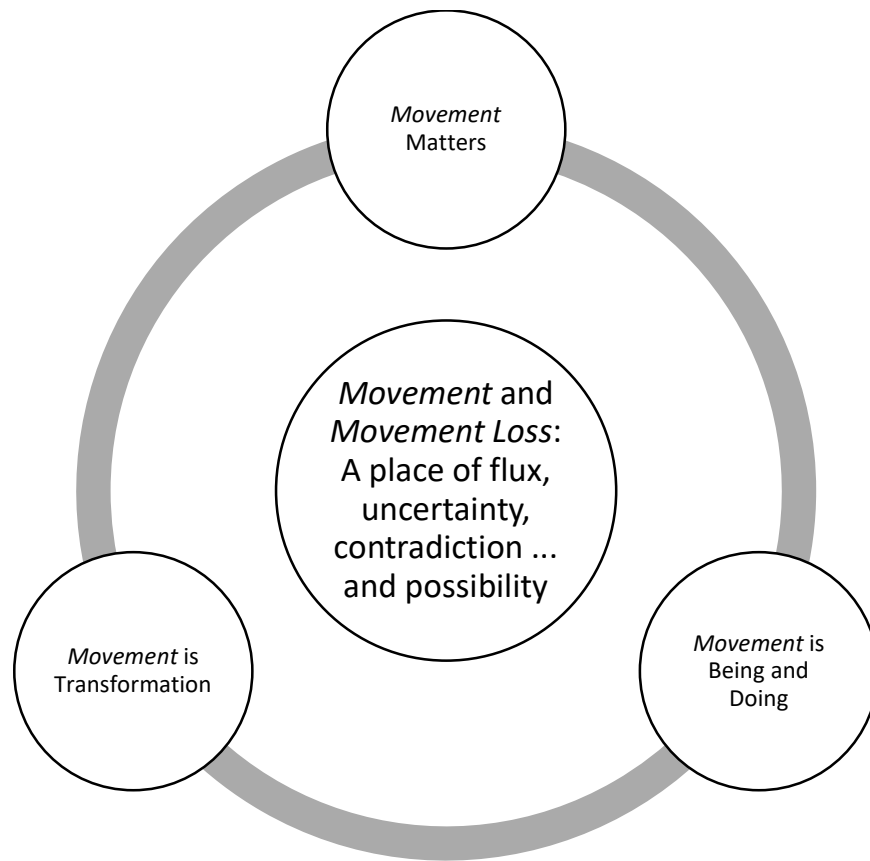 Movement
Matters
Movement and
Movement Loss:
A place of flux,
uncertainty,
contradiction ...
and possibility
Movement is
Transformation
Movement is
Being and
Doing